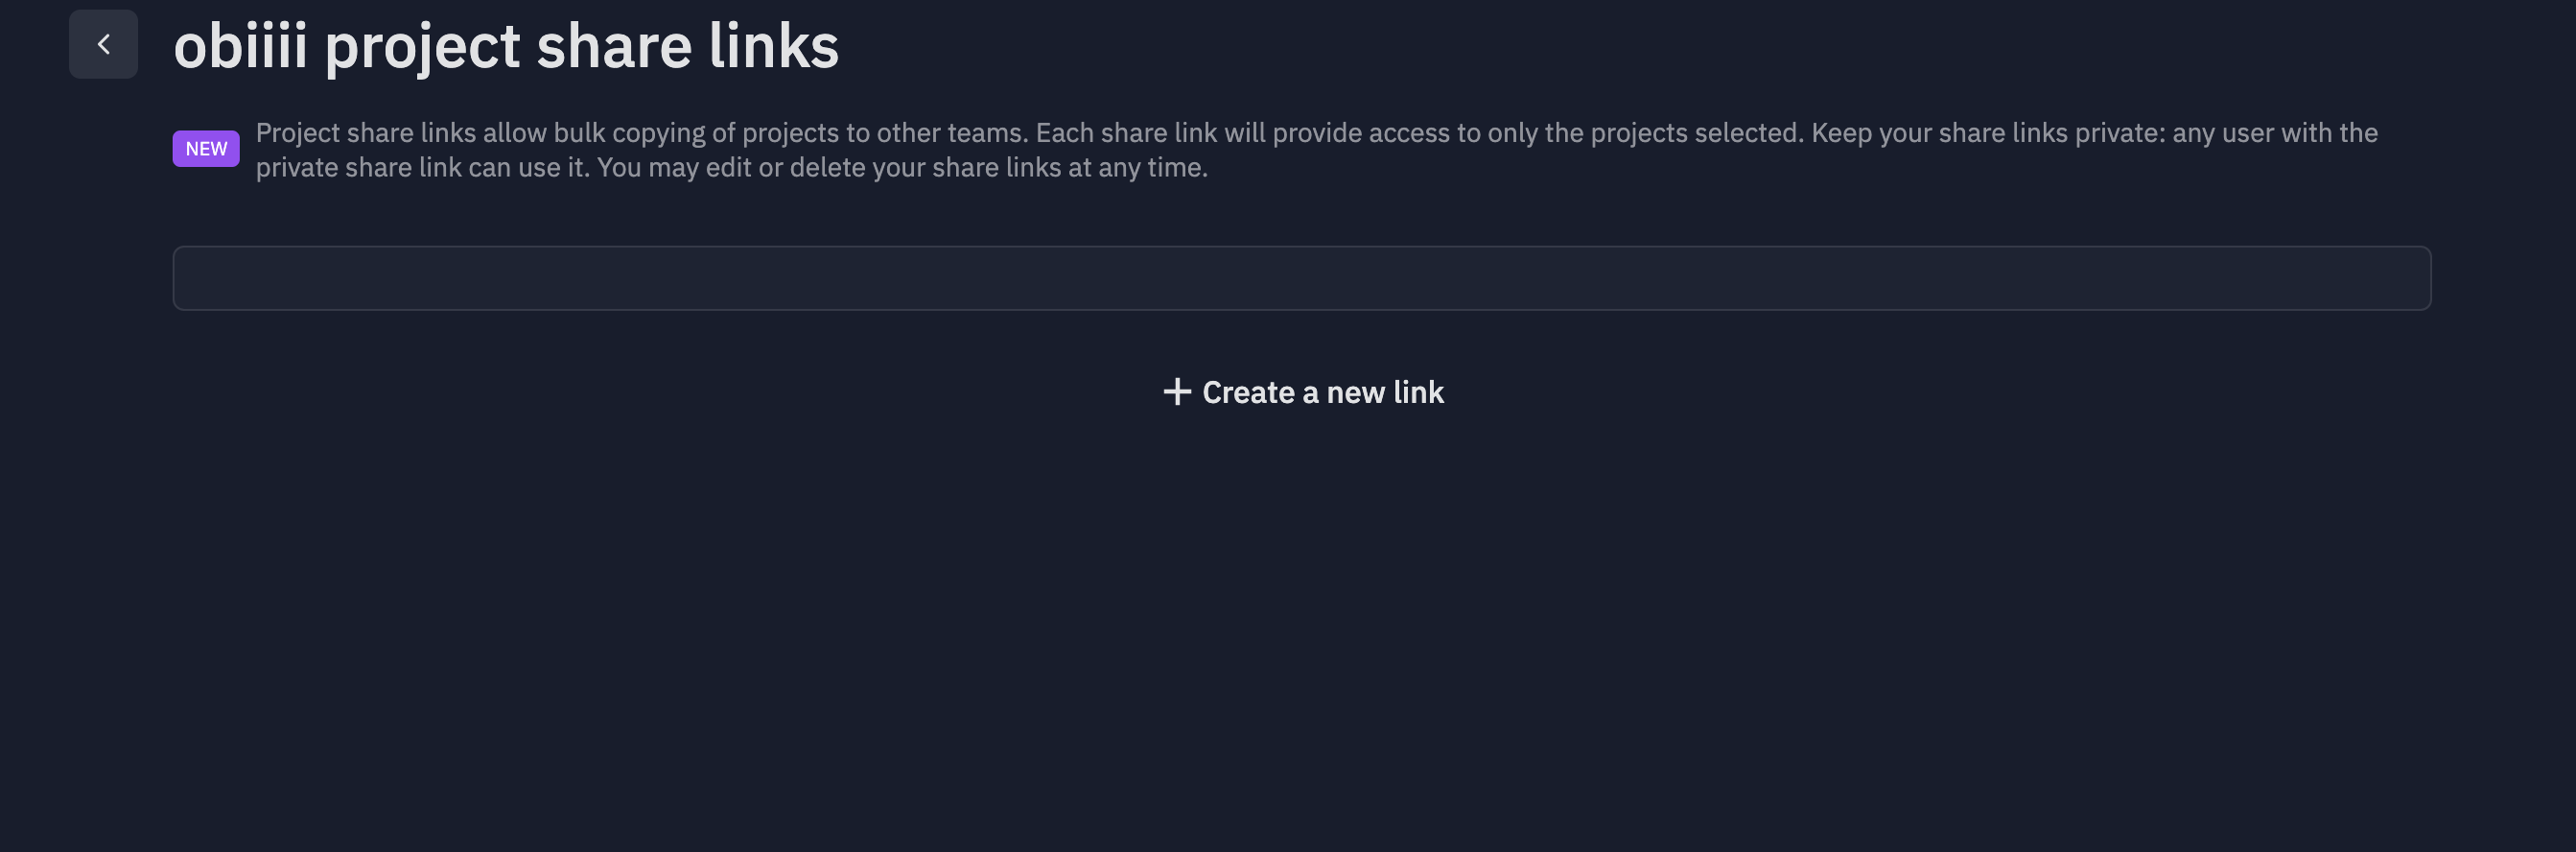 obiiii project share links
NEW
Project share links allow bulk copying of projects to other teams. Each share link will provide access to only the projects selected. Keep your share links private: any user with the
private share link can use it. You may edit or delete your share links at any time.
Create a new link